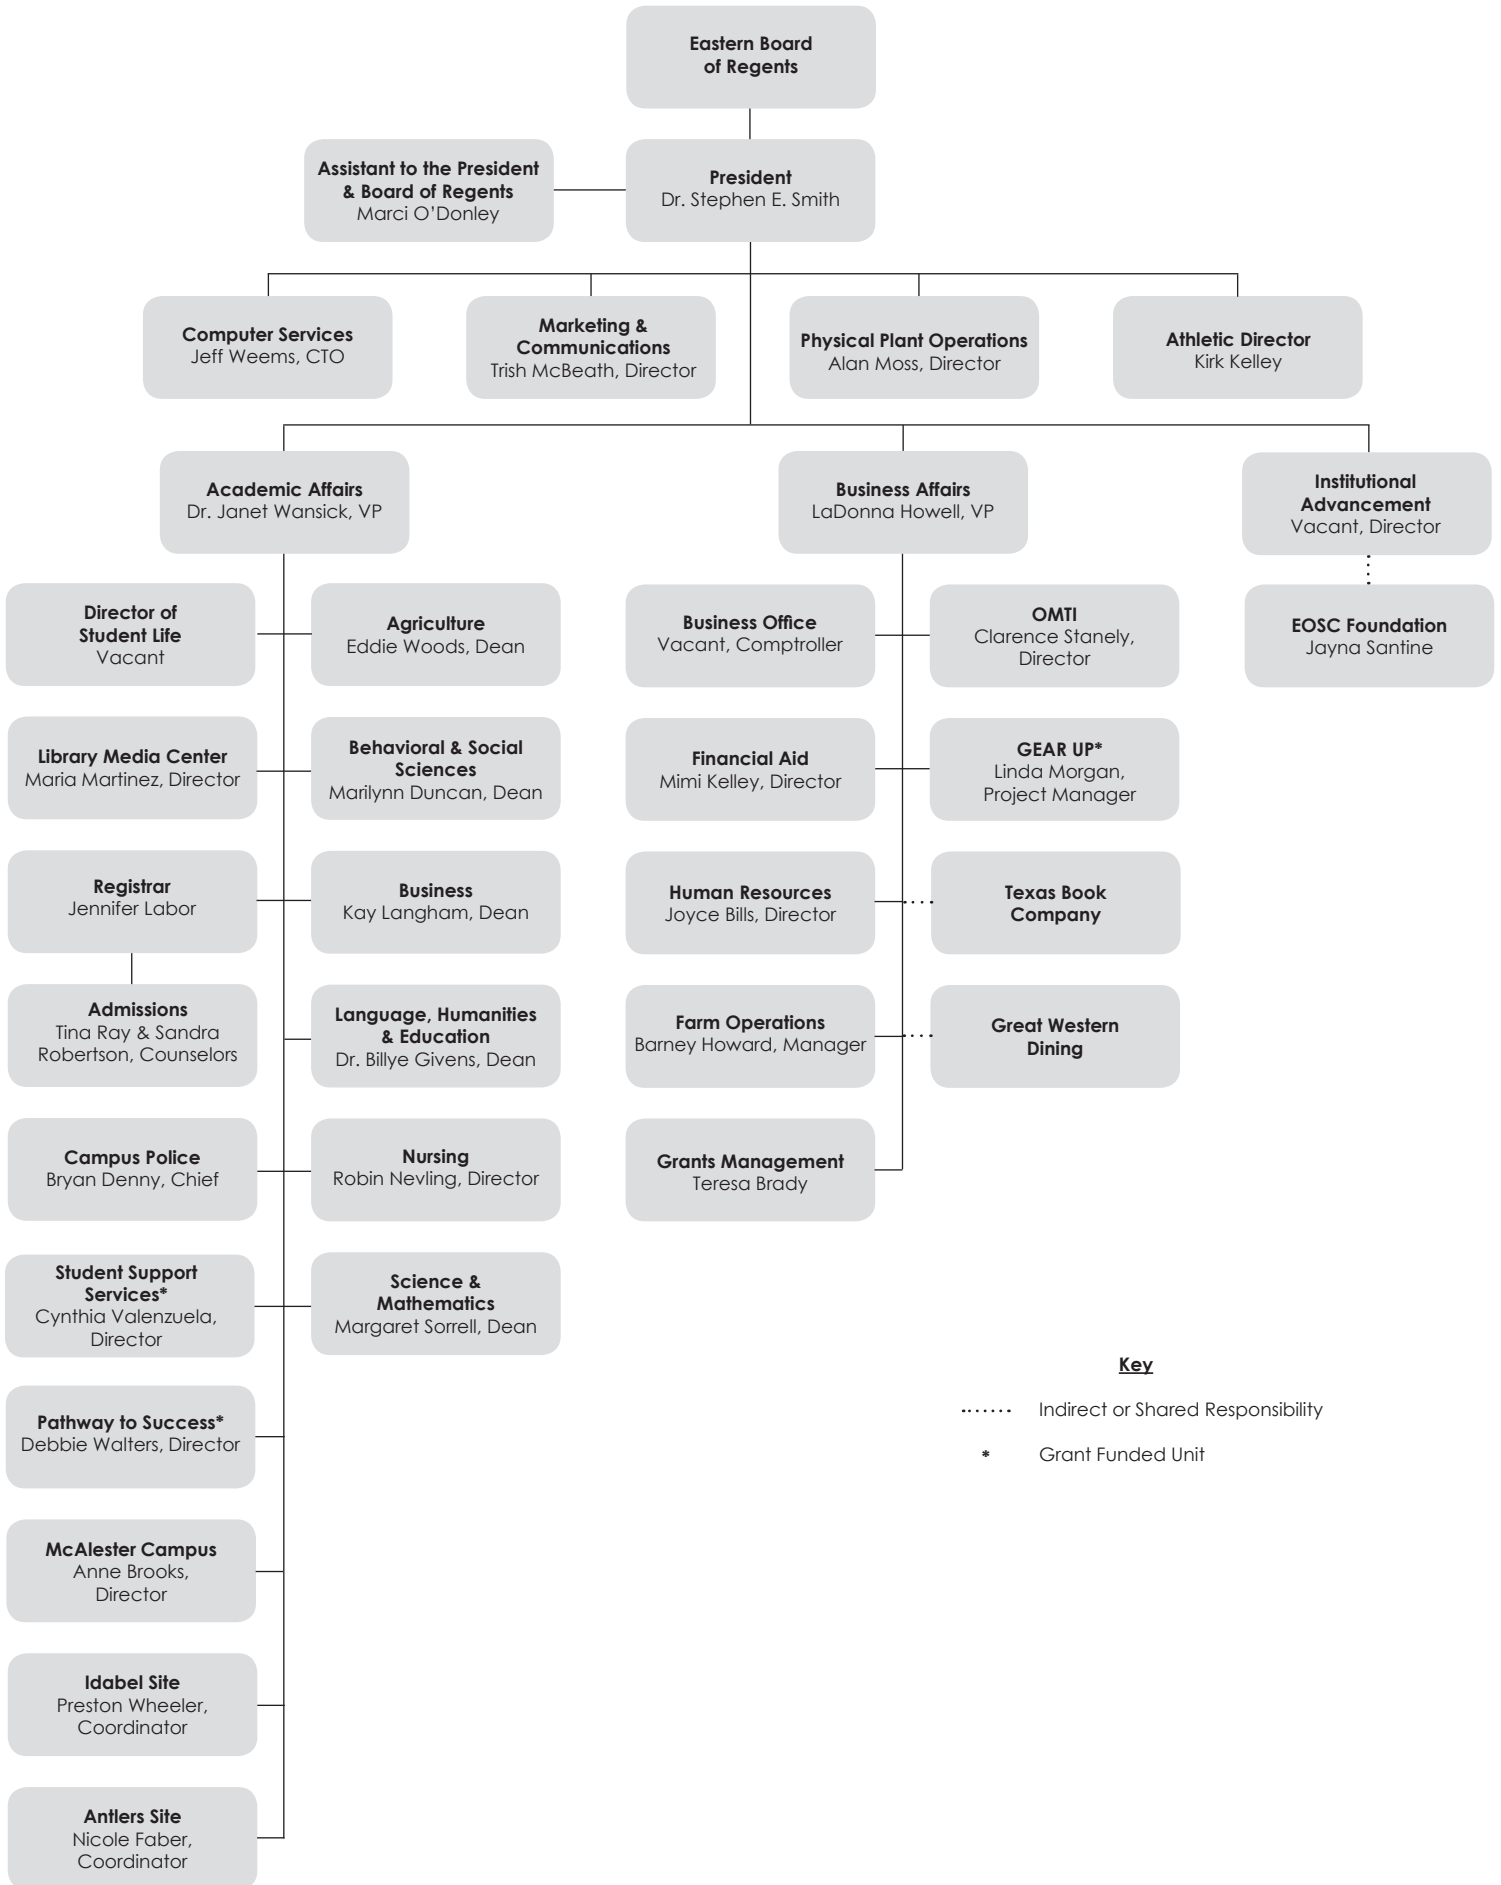 Eastern Board
of Regents
Assistant to the President
& Board of Regents
Marci O’Donley
President
Dr. Stephen E. Smith
Computer Services
Jeff Weems, CTO
Marketing &
Communications
Trish McBeath, Director
Physical Plant Operations
Alan Moss, Director
Athletic Director
Kirk Kelley
Academic Affairs
Dr. Janet Wansick, VP
Business Affairs
LaDonna Howell, VP
Institutional
Advancement
Vacant, Director
Director of
Student Life
Vacant
Agriculture
Eddie Woods, Dean
Business Office
Vacant, Comptroller
OMTI
Clarence Stanely,
Director
EOSC Foundation
Jayna Santine
Library Media Center
Maria Martinez, Director
Behavioral & Social
Sciences
Marilynn Duncan, Dean
Financial Aid
Mimi Kelley, Director
GEAR UP*
Linda Morgan,
Project Manager
Registrar
Jennifer Labor
Business
Kay Langham, Dean
Human Resources
Joyce Bills, Director
Texas Book
Company
Admissions
Tina Ray & Sandra
Robertson, Counselors
Language, Humanities
& Education
Dr. Billye Givens, Dean
Farm Operations
Barney Howard, Manager
Great Western
Dining
Campus Police
Bryan Denny, Chief
Nursing
Robin Nevling, Director
Grants Management
Teresa Brady
Student Support
Services*
Cynthia Valenzuela,
Director
Science &
Mathematics
Margaret Sorrell, Dean
Pathway to Success*
Debbie Walters, Director
McAlester Campus
Anne Brooks,
Director
Idabel Site
Preston Wheeler,
Coordinator
Antlers Site
Nicole Faber,
Coordinator
Key
Indirect or Shared Responsibility
* Grant Funded Unit